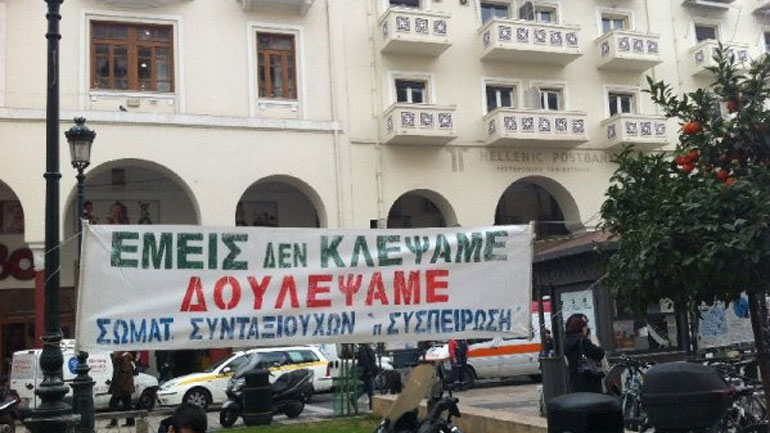 HELLENIC POSTBANK
ΕΜΕΙΣ ΔΕΝ ΚΛΕΨΑΜΕ
ΔΟΥΛΕΨΑΜΕ
ΣΩΜΑΤ ΣΥΝΤΑΞΙΟΥΧΩΝ "η ΣΥΣΠΕΙΡΩΣΗ"